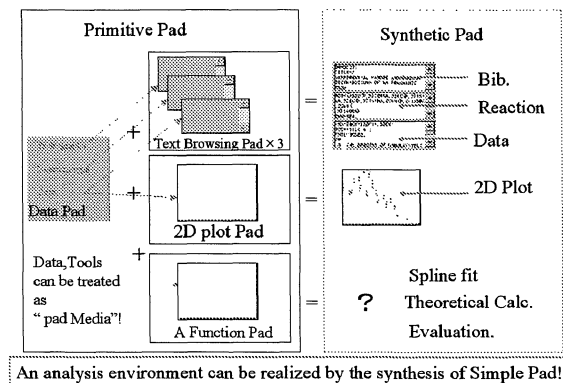 Primitive Pad
Synthetic Pad
Text Browsing Pad × 3
Data Pad
2D plot Pad
A Function Pad
Data,Tools
can be treated
as
“ pad Media”!
+
+
+
=
=
=
Bib.
Reaction
Data
2D Plot
?
Spline fit
Theoretical Calc.
Evaluation.
An analysis environment can be realized by the synthesis of Simple Pad!